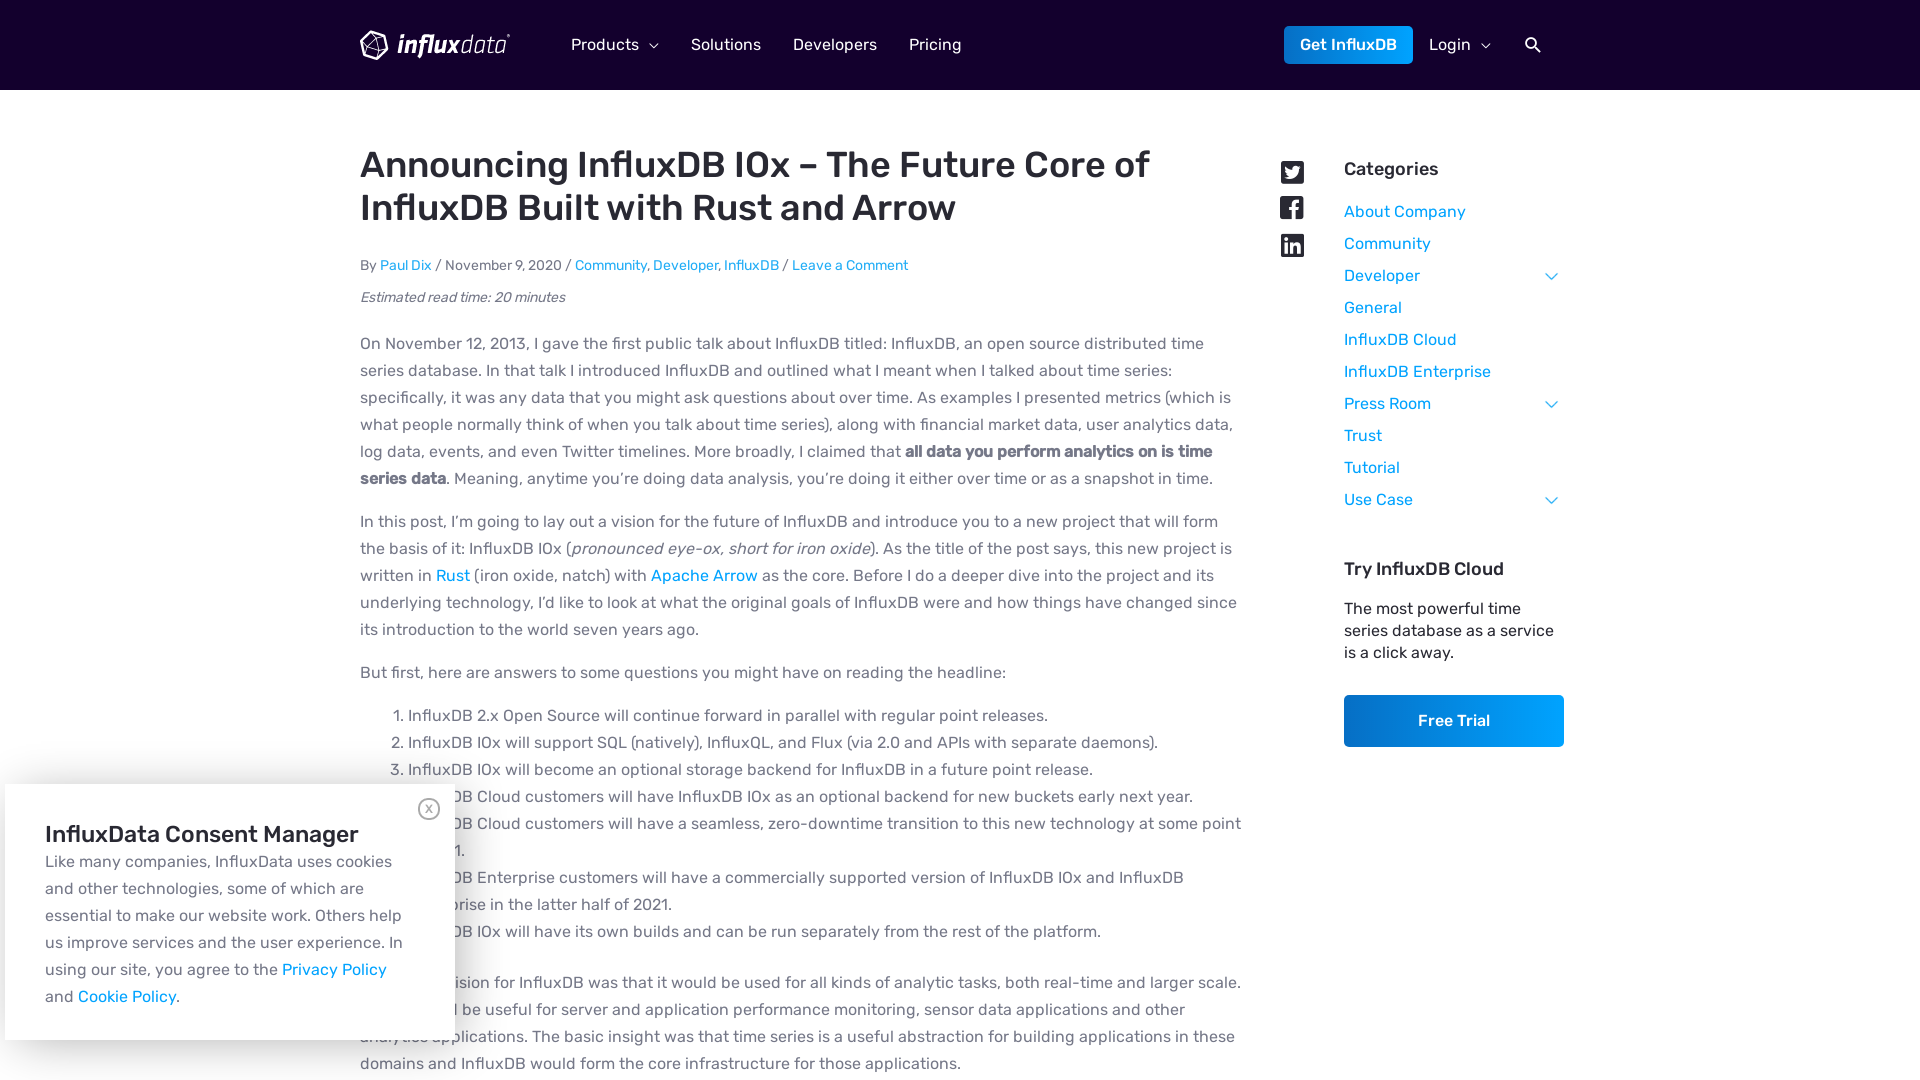 influxdata
Products
Solutions
Developers
Pricing
Get InfluxDB
Login
Announcing InfluxDB IOx – The Future Core of
InfluxDB Built with Rust and Arrow
By Paul Dix / November 9, 2020 / Community, Developer, InfluxDB / Leave a Comment
Estimated read time: 20 minutes
On November 12, 2013, I gave the first public talk about InfluxDB titled: InfluxDB, an open source distributed time
series database. In that talk I introduced InfluxDB and outlined what I meant when I talked about time series:
specifically, it was any data that you might ask questions about over time. As examples I presented metrics (which is
what people normally think of when you talk about time series), along with financial market data, user analytics data,
log data, events, and even Twitter timelines. More broadly, I claimed that all data you perform analytics on is time
series data. Meaning, anytime you’re doing data analysis, you’re doing it either over time or as a snapshot in time.
In this post, I’m going to lay out a vision for the future of InfluxDB and introduce you to a new project that will form
the basis of it: InfluxDB IOx (pronounced eye-ox, short for iron oxide). As the title of the post says, this new project is
written in Rust (iron oxide, natch) with Apache Arrow as the core. Before I do a deeper dive into the project and its
underlying technology, I’d like to look at what the original goals of InfluxDB were and how things have changed since
its introduction to the world seven years ago.
But first, here are answers to some questions you might have on reading the headline:
1. InfluxDB 2.x Open Source will continue forward in parallel with regular point releases.
2. InfluxDB IOx will support SQL (natively), InfluxQL, and Flux (via 2.0 and APIs with separate daemons).
3. InfluxDB IOx will become an optional storage backend for InfluxDB in a future point release.
DB Cloud customers will have InfluxDB IOx as an optional backend for new buckets early next year.
DB Cloud customers will have a seamless, zero-downtime transition to this new technology at some point
1.
DB Enterprise customers will have a commercially supported version of InfluxDB IOx and InfluxDB
prise in the latter half of 2021.
DB IOx will have its own builds and can be run separately from the rest of the platform.
ision for InfluxDB was that it would be used for all kinds of analytic tasks, both real-time and larger scale.
be useful for server and application performance monitoring, sensor data applications and other
analytics applications. The basic insight was that time series is a useful abstraction for building applications in these
domains and InfluxDB would form the core infrastructure for those applications.
Categories
About Company
Community
Developer
General
InfluxDB Cloud
InfluxDB Enterprise
Press Room
Trust
Tutorial
Use Case
Try InfluxDB Cloud
The most powerful time
series database as a service
is a click away.
Free Trial
X
InfluxData Consent Manager
Like many companies, InfluxData uses cookies
and other technologies, some of which are
essential to make our website work. Others help
us improve services and the user experience. In
using our site, you agree to the Privacy Policy
and Cookie Policy.